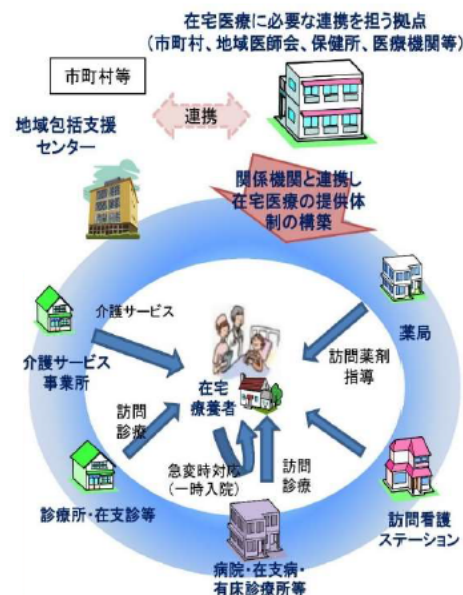 在宅医療に必要な連携を担う拠点
（市町村、地域医師会、保健所、医療機関等）
市町村等
連携
地域包括支援
センター
関係機関と連携し
在宅医療の提供体
制の構築
介護サービス
薬局
介護サービス
事業所
訪問薬剤
指導
在宅
療養者
訪問
診療
急変時対応
（一時入院）
訪問
診療
診療所・在支診等
訪問看護
ステーション
病院・在支病・
有床診療所等